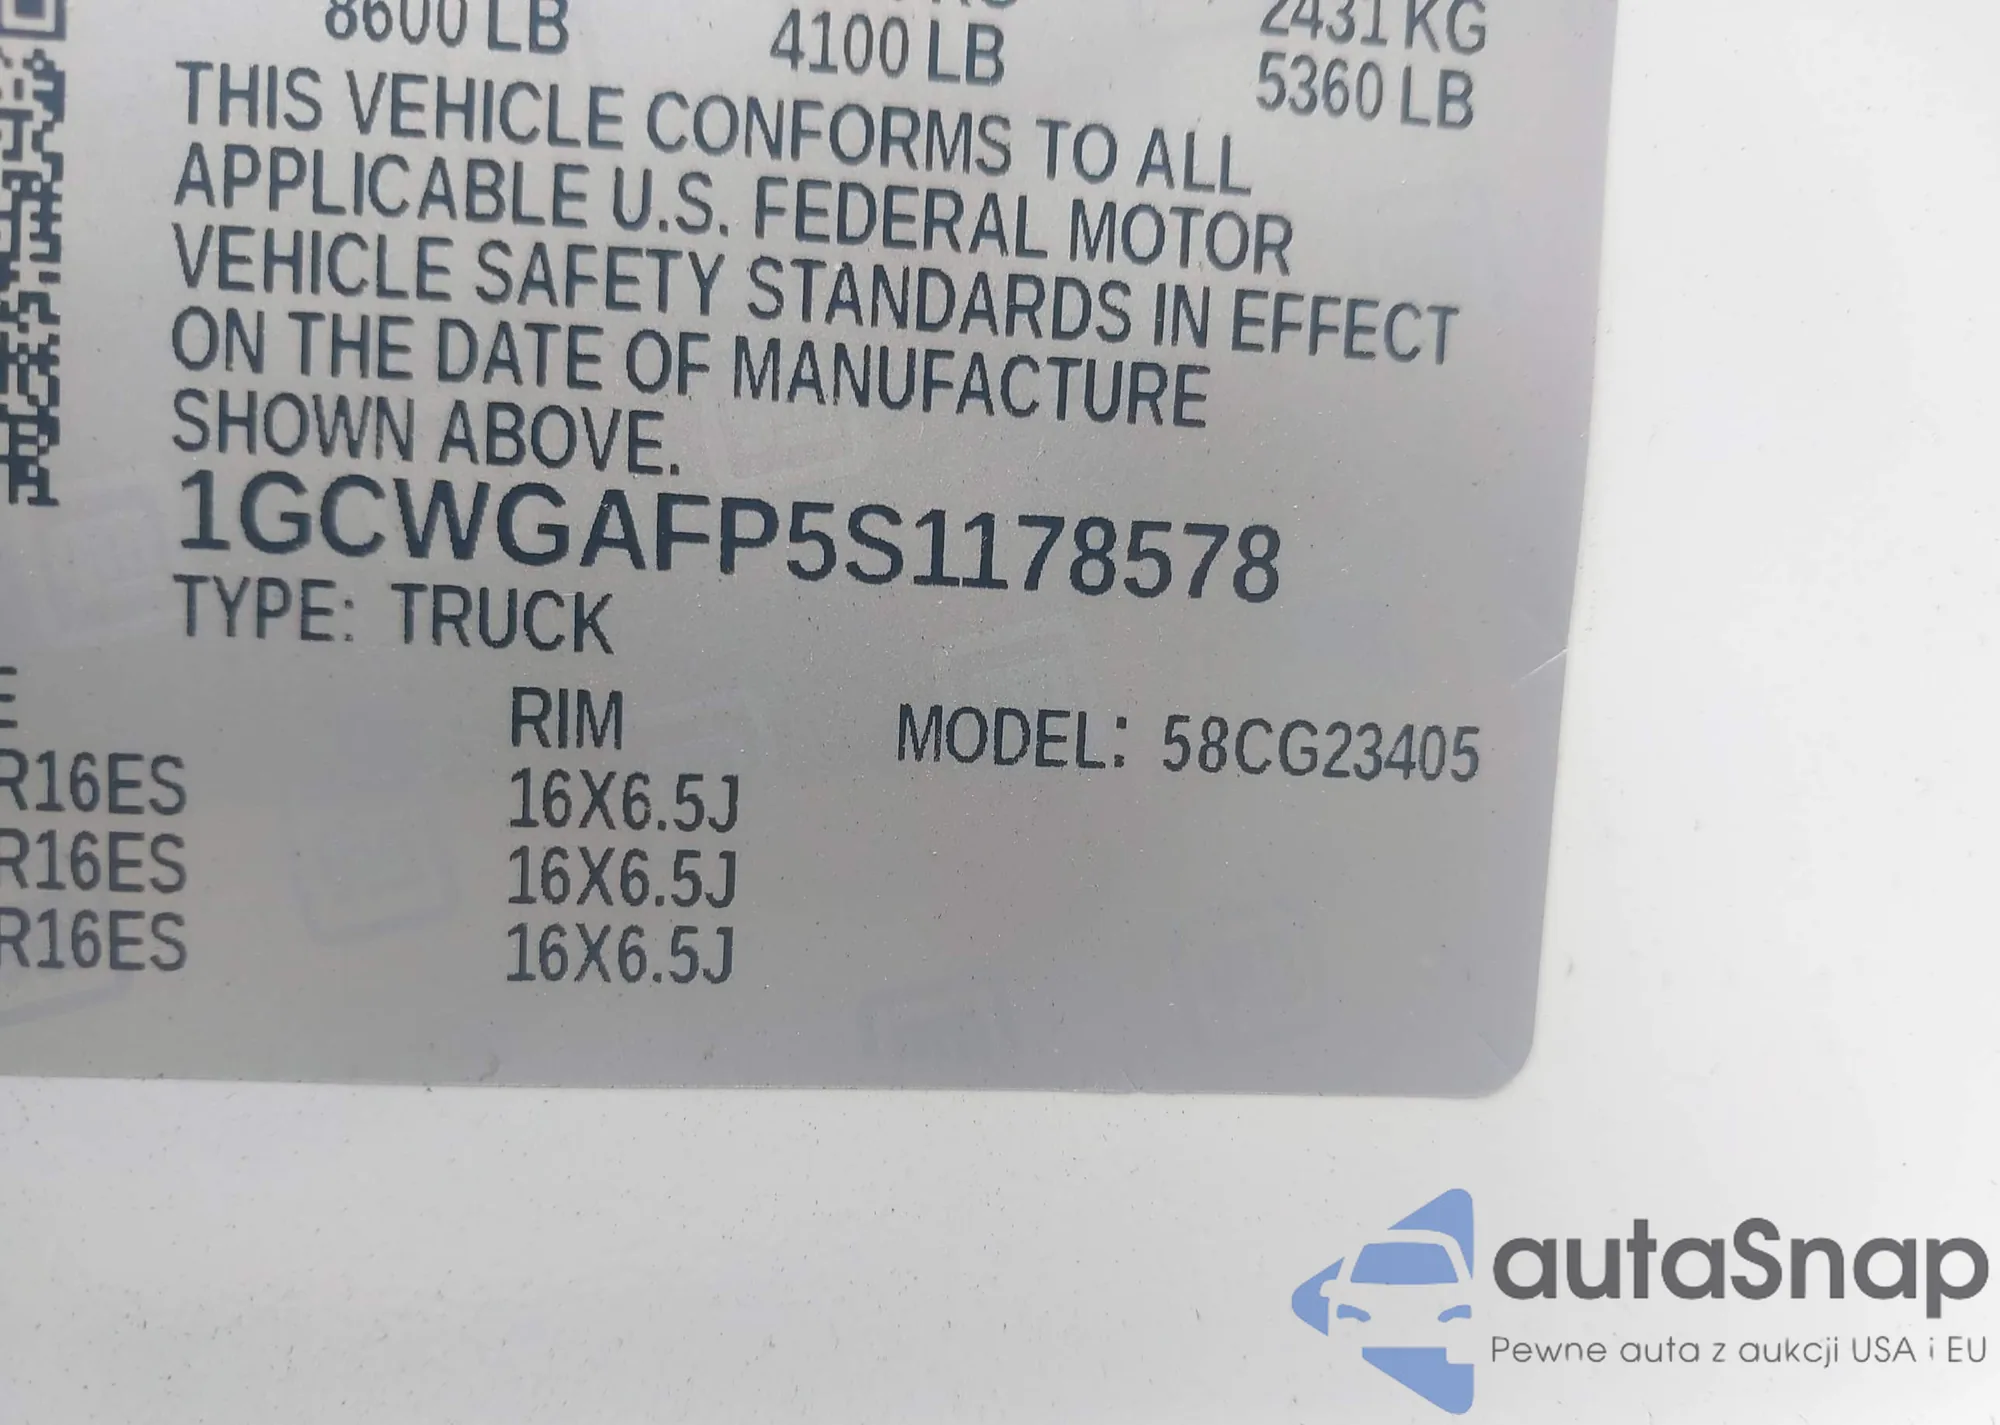 8600 LB
4100 LB
2431 KG
5360 LB
THIS VEHICLE CONFORMS TO ALL
APPLICABLE U.S. FEDERAL MOTOR
VEHICLE SAFETY STANDARDS IN EFFECT
ON THE DATE OF MANUFACTURE
SHOWN ABOVE.
1GCWGAFP5S1178578
TYPE: TRUCK
RIM
MODEL: 58CG23405
R16ES 16X6.5J
R16ES 16X6.5J
R16ES 16X6.5J
autaSnap
Pewne auta z aukcji USA i EU